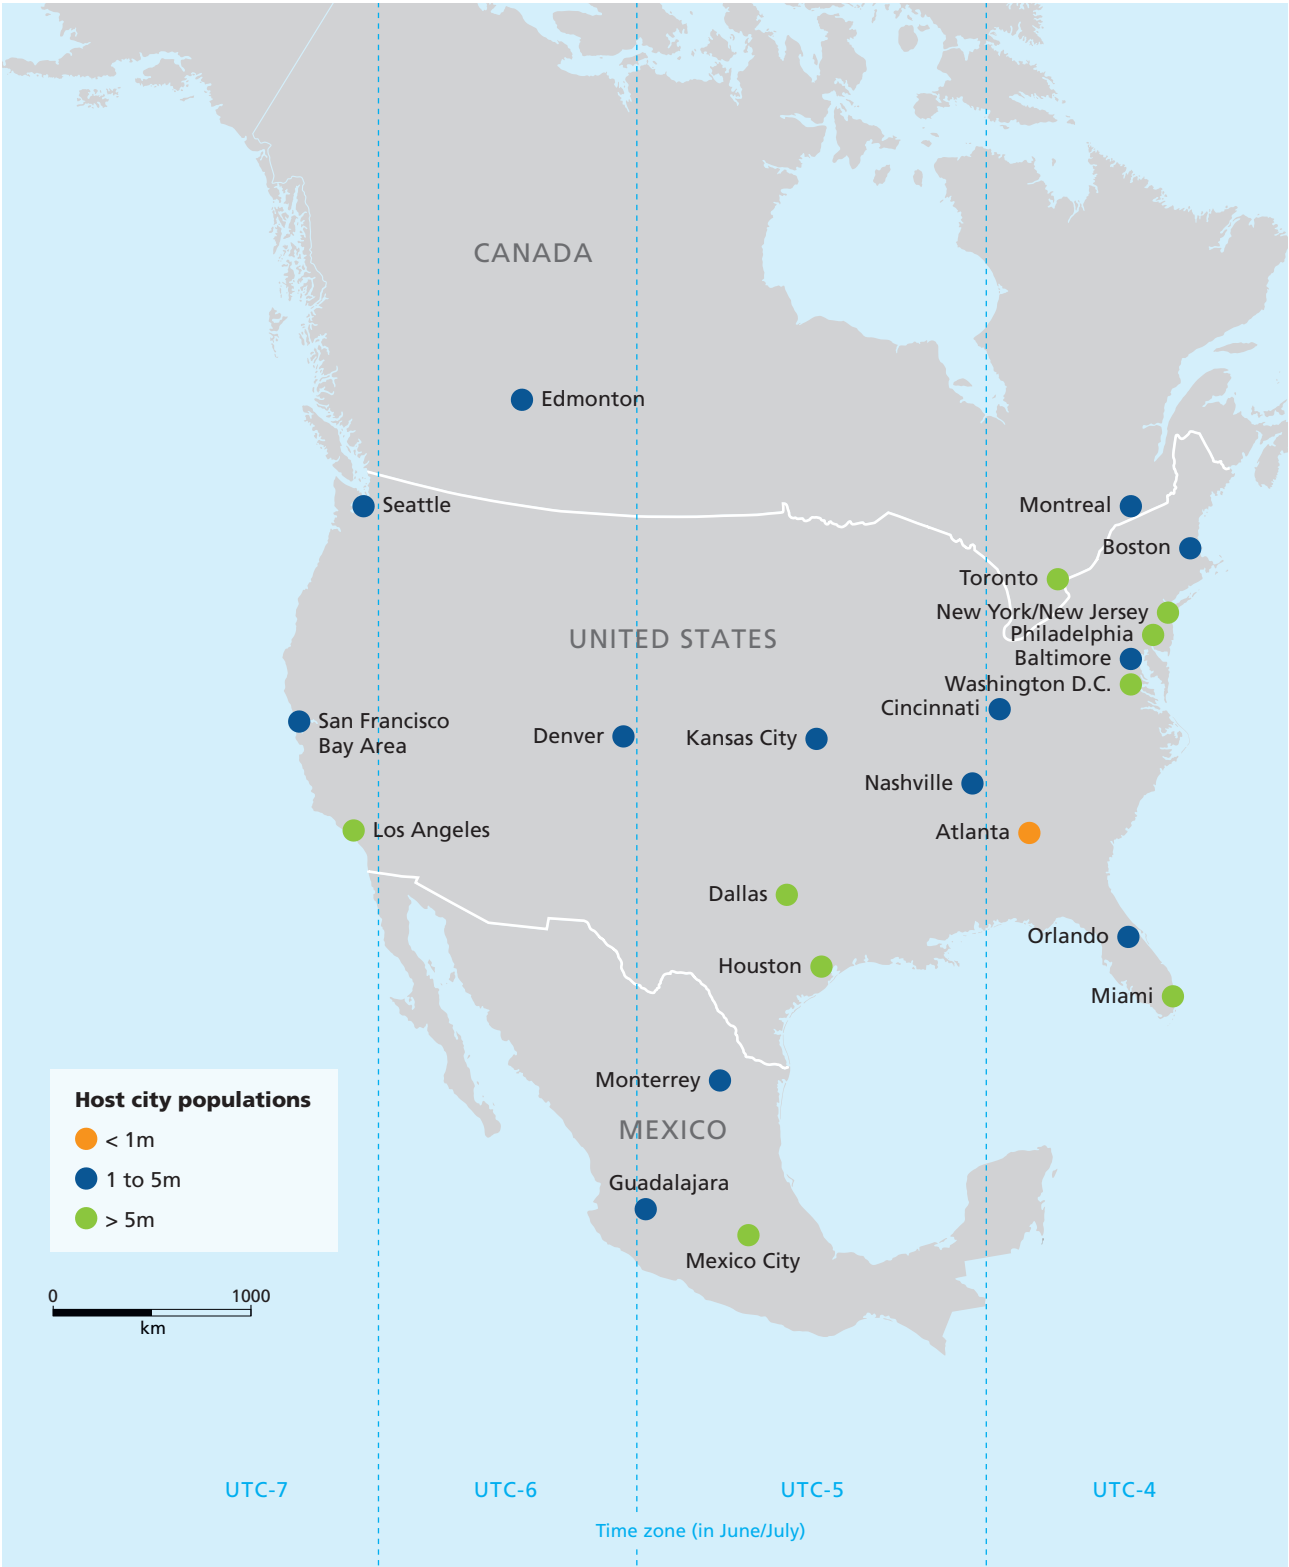 CANADA
Edmonton
Seattle
Montreal
Boston
Toronto
New York/New Jersey
UNITED STATES
Philadelphia
Baltimore
Washington D.C.
Cincinnati
San Francisco
Bay Area
Denver
Kansas City
Nashville
Los Angeles
Atlanta
Dallas
Orlando
Houston
Miami
Monterrey
MEXICO
Guadalajara
Mexico City
Host city populations
< 1m
1 to 5m
> 5m
0 1000
km
UTC-7 UTC-6 UTC-5 UTC-4
Time zone (in June/July)